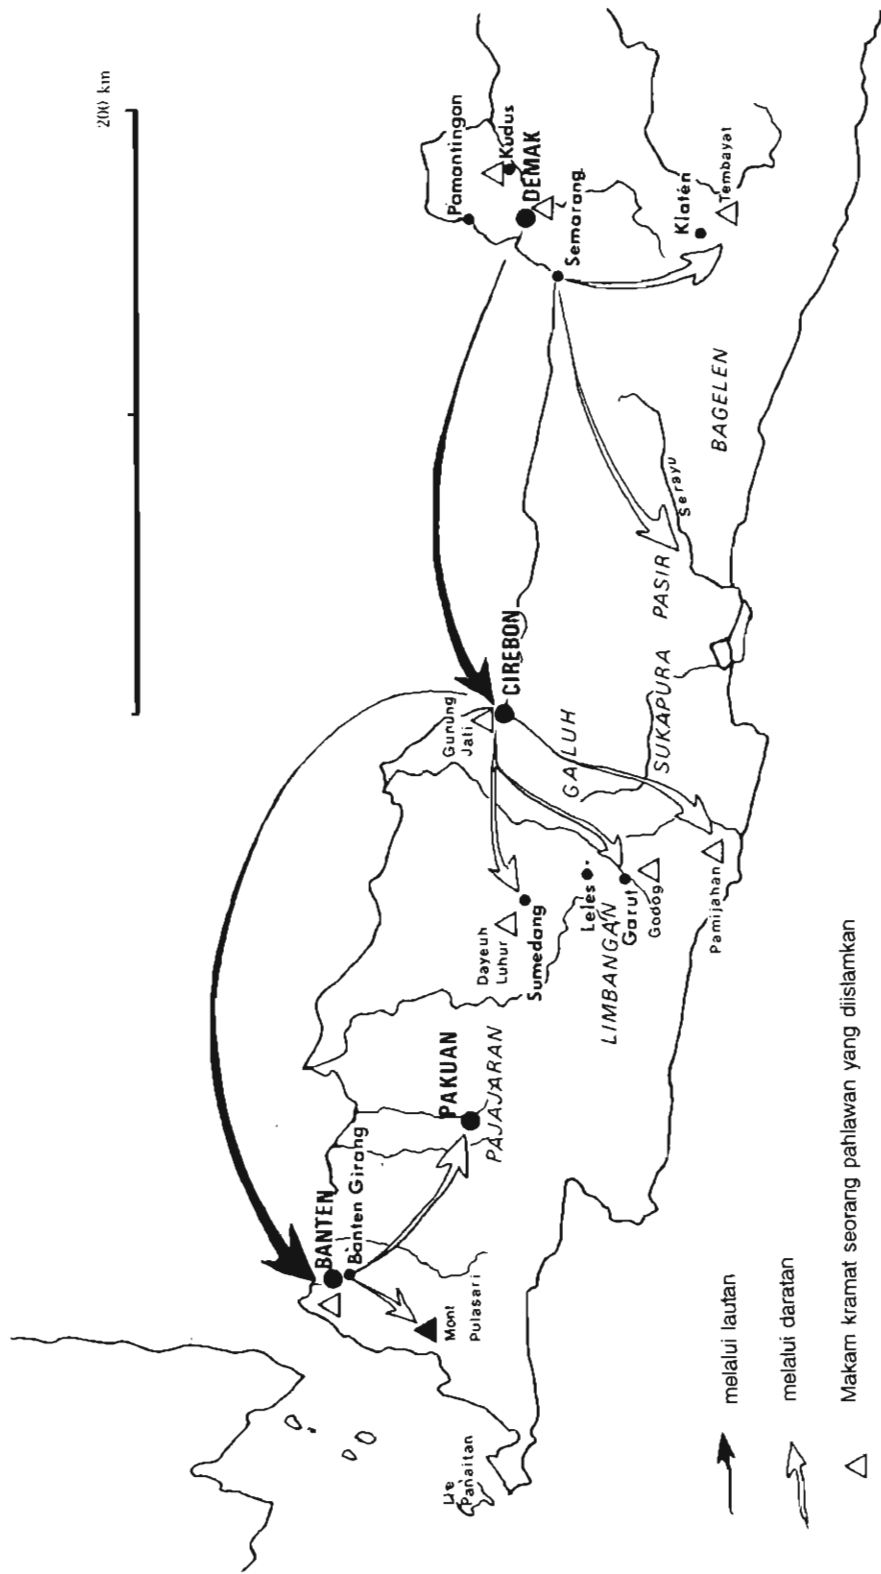 200 km
Pamantingan
Kudus
DEMAK
Semarang
Klatén
Tembayat
BAGELEN
Serayu
PASIR
SUKAPURA
GALUH
CIREBON
Gunung
Jati
Dayeuh
Luhur
Sumedang
Leles
LIMBANGAN
Garut
Godog
Pamijahan
PAKUAN
PAJAJARAN
BANTEN
Banten Girang
Mont
Pulasari
Panaitan
melalui lautan
melalui daratan
Makam kramat seorang pahlawan yang diislamkan